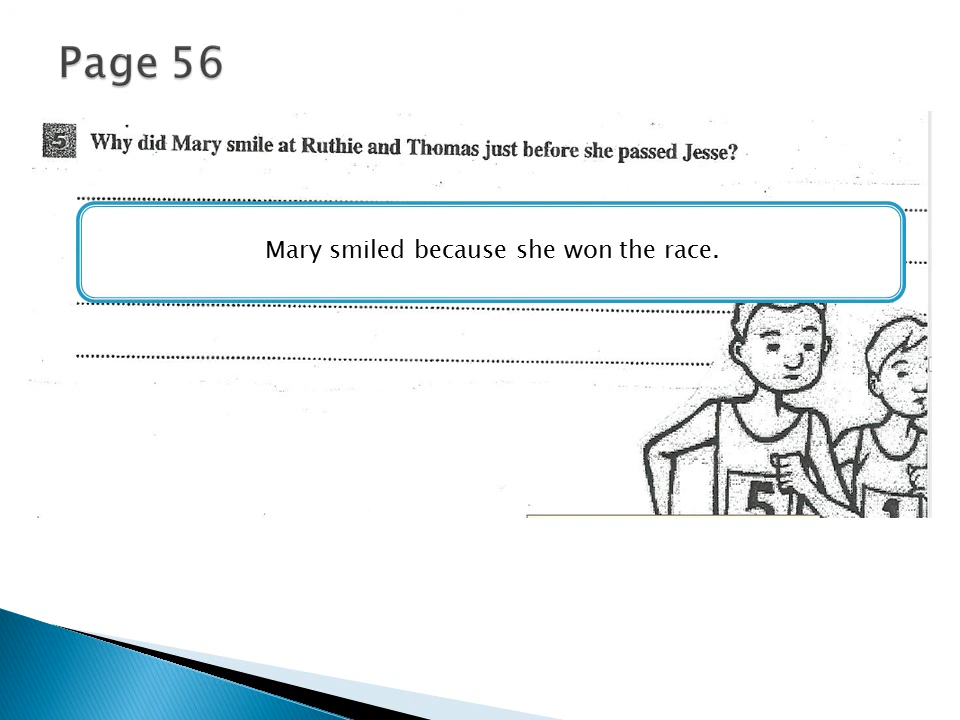 Page 56
5 Why did Mary smile at Ruthie and Thomas just before she passed Jesse?
Mary smiled because she won the race.
5 1